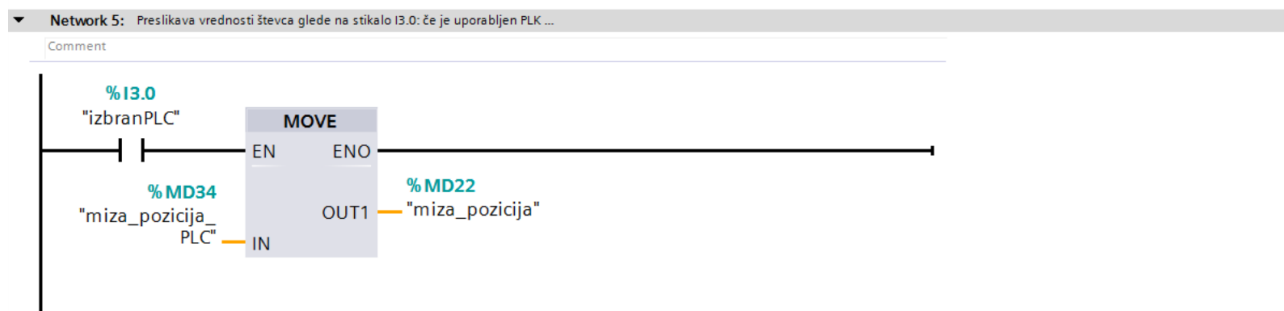 Network 5: Preslikava vrednosti števca glede na stikalo I3.0: če je uporabljen PLK ...
Comment
%I3.0
"izbranPLC"
MOVE
EN ENO
%MD34
"miza_pozicija_
PLC"
IN
%MD22
OUT1
"miza_pozicija"